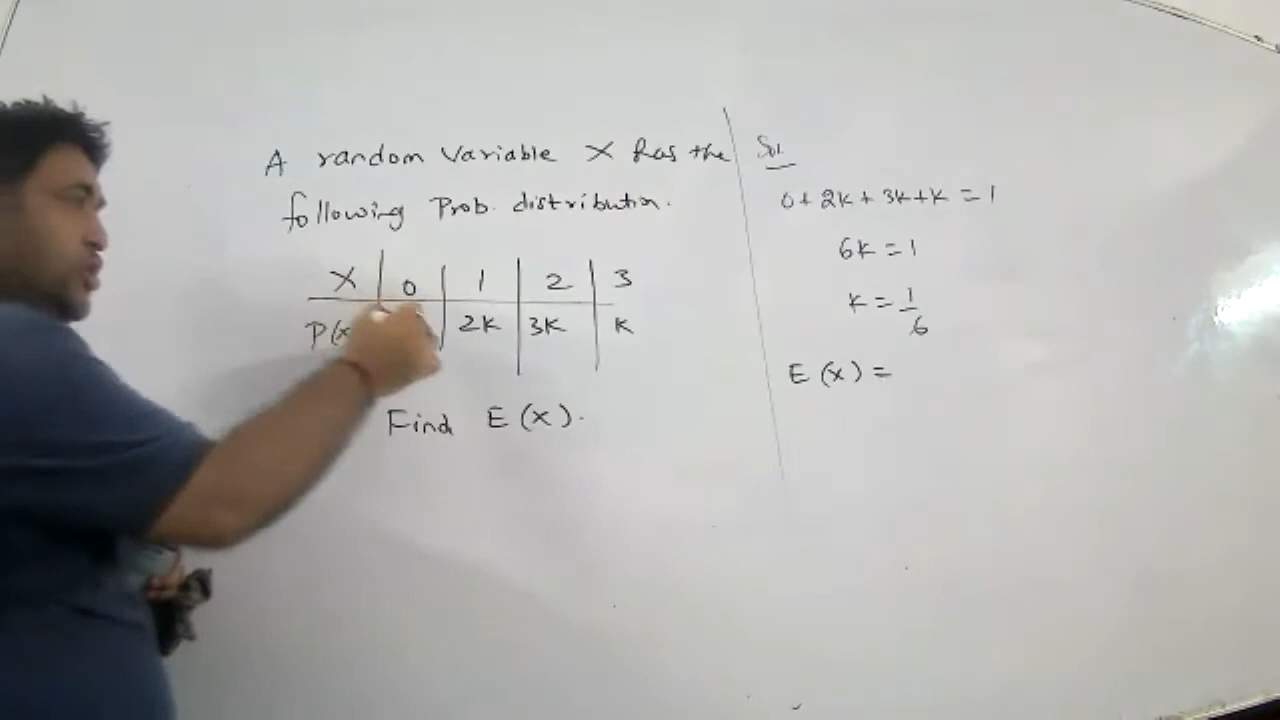 A random Variable X has the
following Prob. distribution.
X 0 1 2 3
P(x 2K 3K K
Find E(x).
Sol.
0 + 2K + 3K + K = 1
6K = 1
K = 1/6
E(x) =